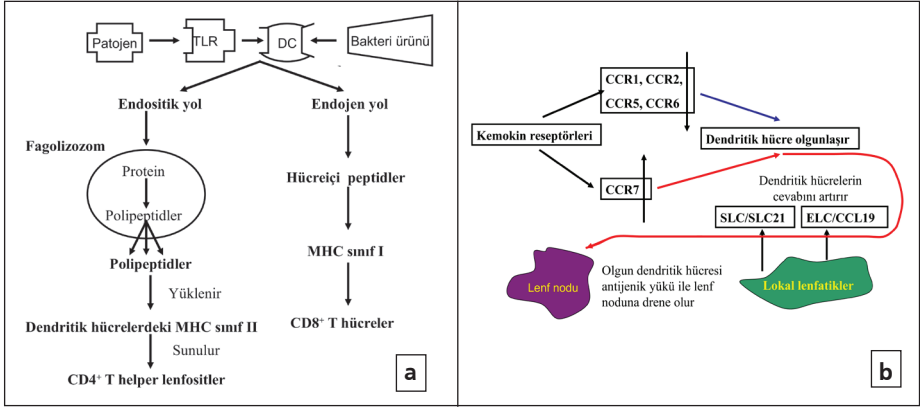 Patojen
TLR
DC
Bakteri ürünü
Endositik yol
Endojen yol
Fagolizozom
Protein
Polipeptidler
Polipeptidler
Yüklenir
Dendritik hücrelerdeki MHC sınıf II
Sunulur
CD4+ T helper lenfositler
Hücreiçi peptidler
MHC sınıf I
CD8+ T hücreler
a
CCR1, CCR2,
CCR5, CCR6
Kemokin reseptörleri
Dendritik hücre olgunlaşır
CCR7
Dendritik hücrelerin
cevabını artırır
SLC/SLC21
ELC/CCL19
Lenf nodu
Olgun dendritik hücresi
antijenik yükü ile lenf
noduna drene olur
Lokal lenfatikler
b